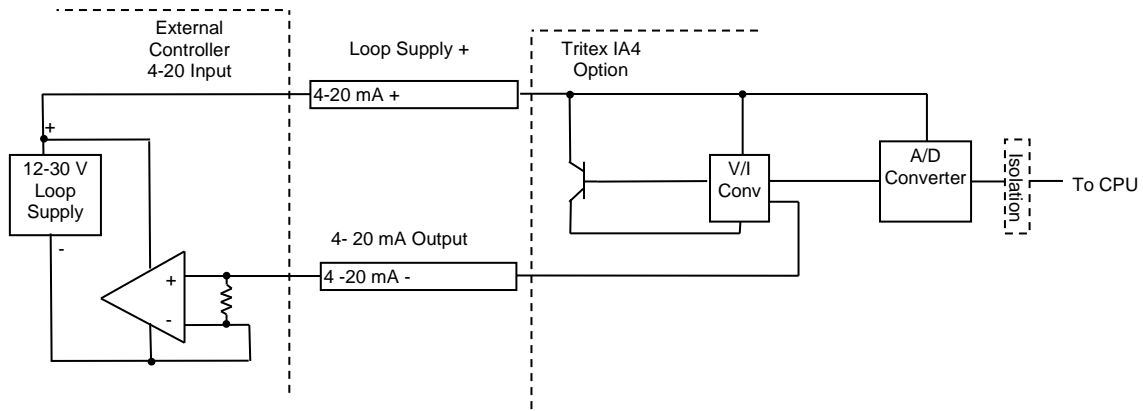 External
Controller
4-20 Input
Loop Supply +
Tritex IA4
Option
4-20 mA +
+
12-30 V
Loop
Supply
-
V/I
Conv
A/D
Converter
Isolation
To CPU
4- 20 mA Output
4 -20 mA -
+
-